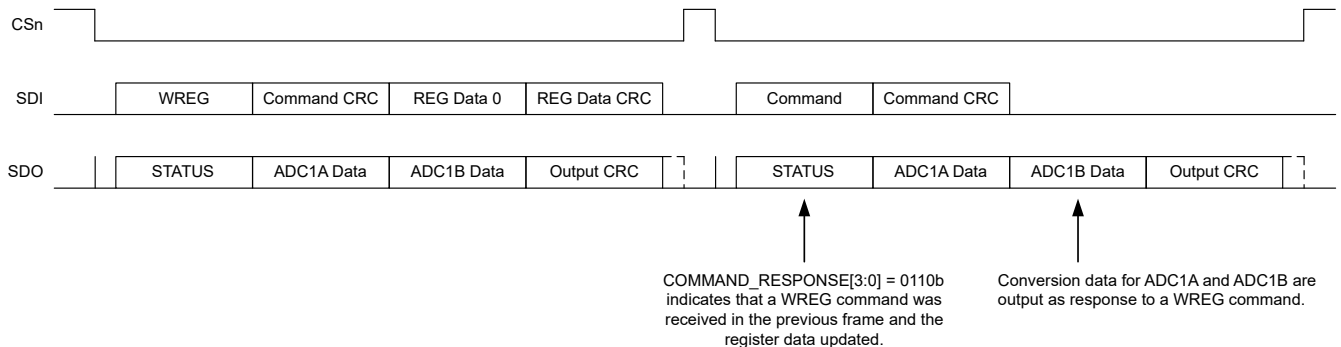 CSn
SDI WREG Command CRC REG Data 0 REG Data CRC Command Command CRC
SDO STATUS ADC1A Data ADC1B Data Output CRC STATUS ADC1A Data ADC1B Data Output CRC
COMMAND_RESPONSE[3:0] = 0110b
indicates that a WREG command was
received in the previous frame and the
register data updated.
Conversion data for ADC1A and ADC1B are
output as response to a WREG command.